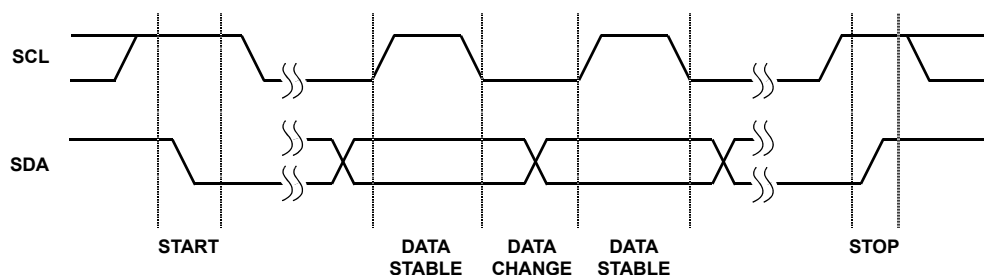 SCL
SDA
START
DATA
STABLE
DATA
CHANGE
DATA
STABLE
STOP